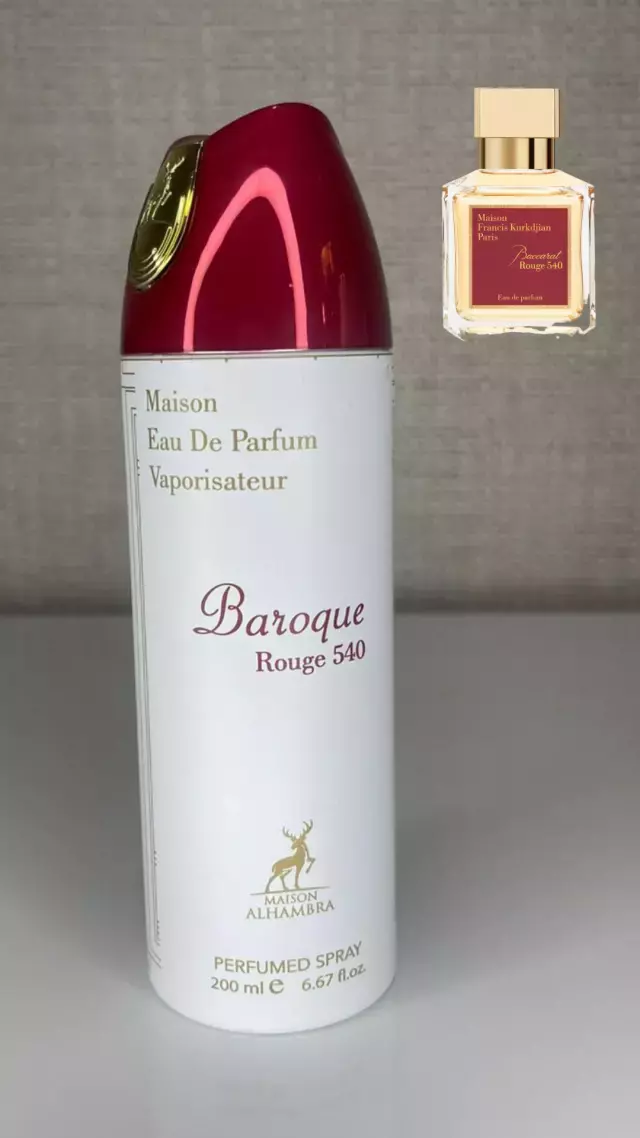 Maison
Eau De Parfum
Vaporisateur
Baroque
Rouge 540
MAISON
ALHAMBRA
PERFUMED SPRAY
200 ml e 6.67 fl.oz.
Maison
Francis Kurkdjian
Paris
Baccarat
Rouge 540
Eau de parfum